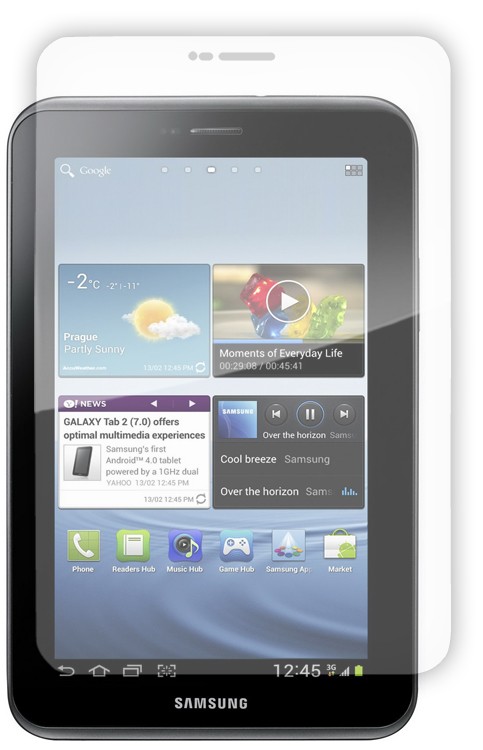 Google
-2°C -2°|-11°
Prague
Partly Sunny
AccuWeather.com 13/02 12:45 PM
Moments of Everyday Life
00:29:08 / 00:45:41
Y! NEWS
GALAXY Tab 2 (7.0) offers
optimal multimedia experiences
Samsung's first
Android™ 4.0 tablet
powered by a 1GHz dual
YAHOO 13/02 12:45 PM
13/02 12:45 PM
SAMSUNG
Over the horizon Sams
Cool breeze Samsung
Over the horizon Sams
Phone Readers Hub Music Hub Game Hub Samsung Ap Market
12:45 3G
SAMSUNG